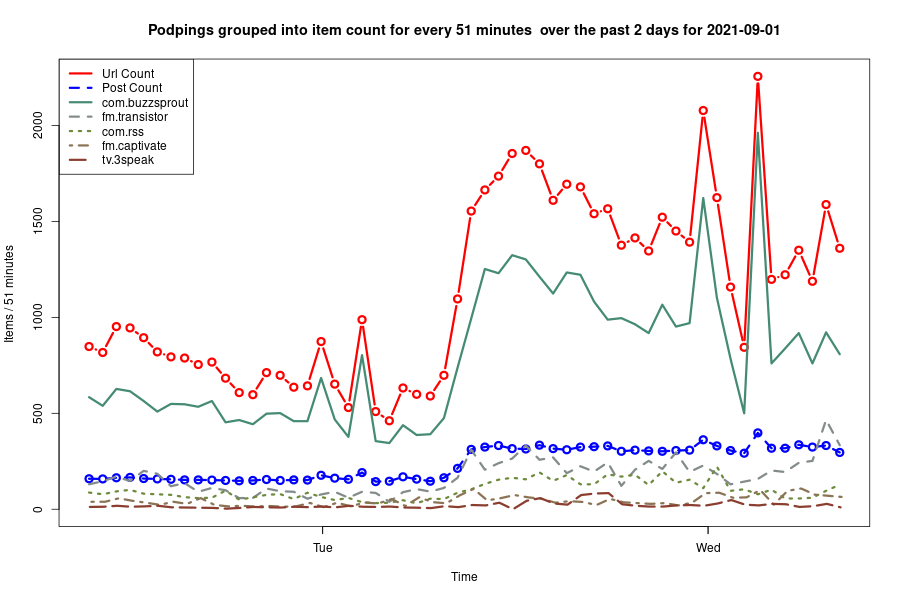 Podpings grouped into item count for every 51 minutes  over the past 2 days for 2021-09-01
Url Count
Post Count
com.buzzsprout
fm.transistor
com.rss
fm.captivate
tv.3speak
Items / 51 minutes
2000
1500
1000
500
0
Tue
Wed
Time